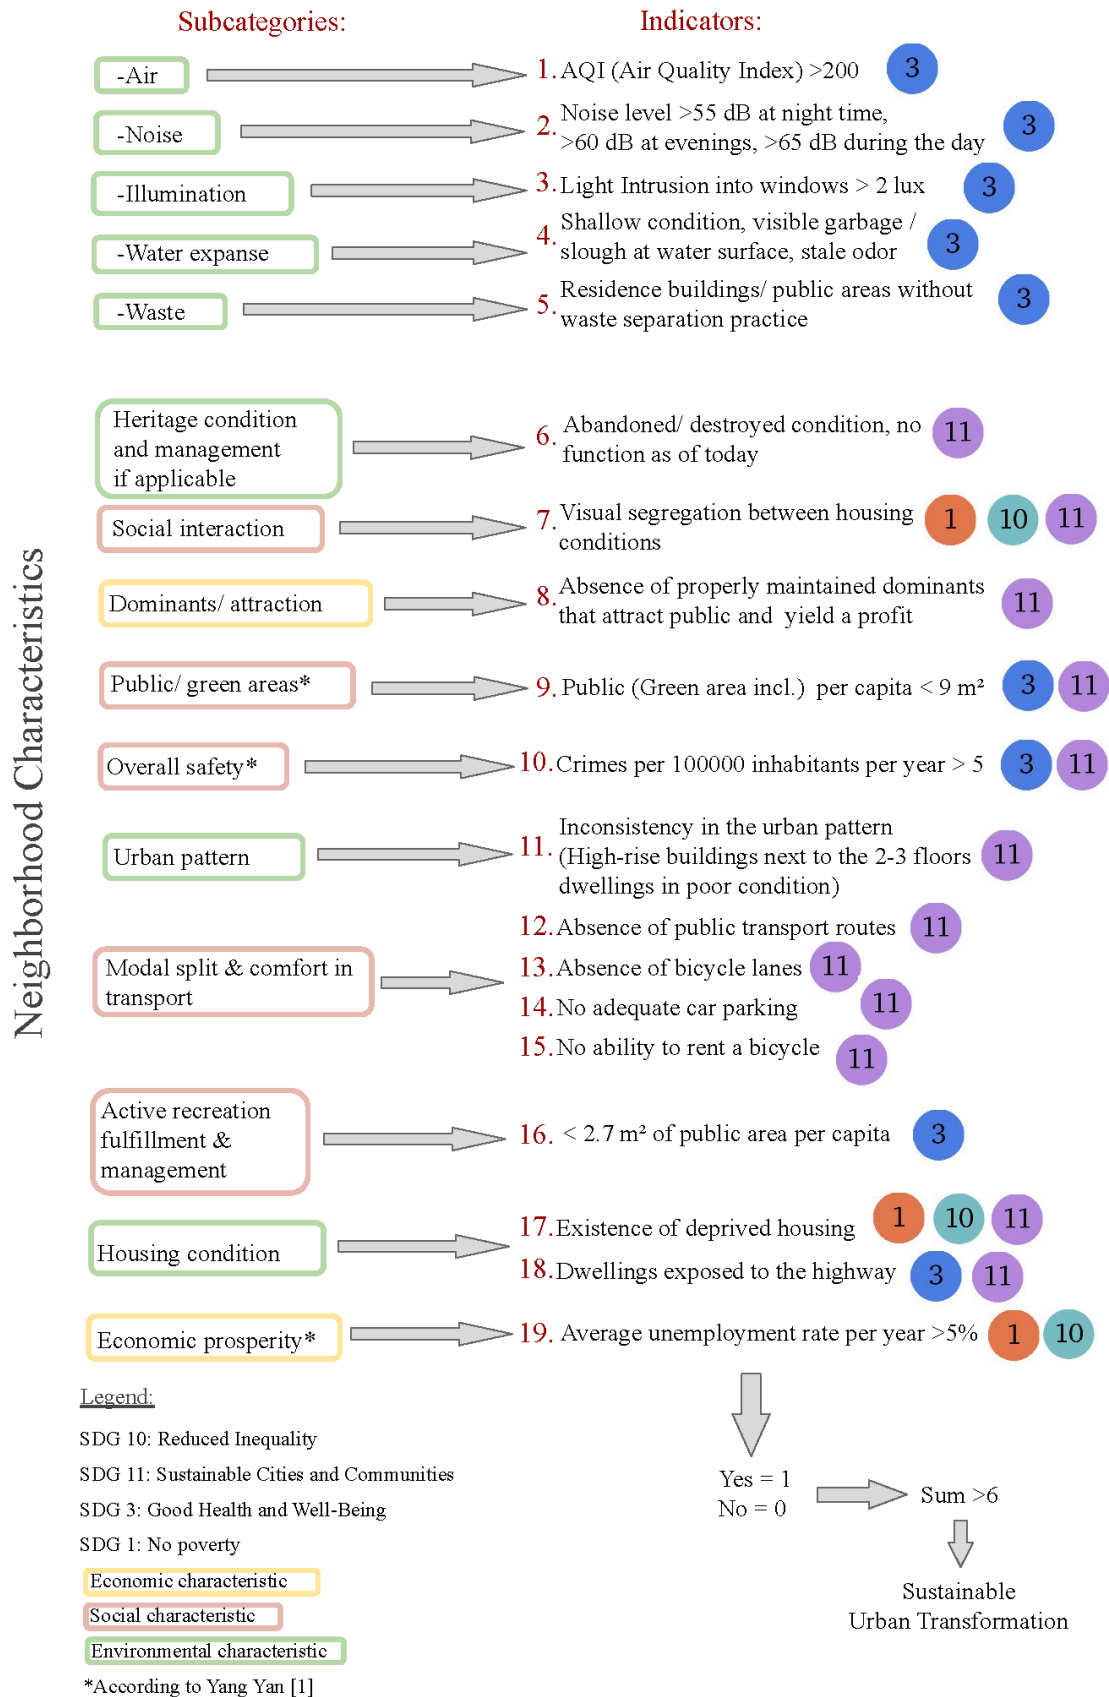 Subcategories:
Indicators:
Neighborhood Characteristics
-Air
1. AQI (Air Quality Index) >200
3
-Noise
2. Noise level >55 dB at night time,
>60 dB at evenings, >65 dB during the day
3
-Illumination
3. Light Intrusion into windows > 2 lux
3
-Water expanse
4. Shallow condition, visible garbage /
slough at water surface, stale odor
3
-Waste
5. Residence buildings/ public areas without
waste separation practice
3
Heritage condition
and management
if applicable
6. Abandoned/ destroyed condition, no
function as of today
11
Social interaction
7. Visual segregation between housing
conditions
1 10 11
Dominants/ attraction
8. Absence of properly maintained dominants
that attract public and yield a profit
11
Public/ green areas*
9. Public (Green area incl.) per capita < 9 m²
3 11
Overall safety*
10. Crimes per 100000 inhabitants per year > 5
3 11
Urban pattern
11. Inconsistency in the urban pattern
(High-rise buildings next to the 2-3 floors
dwellings in poor condition)
11
Modal split & comfort in
transport
12. Absence of public transport routes
11
13. Absence of bicycle lanes
11
14. No adequate car parking
11
15. No ability to rent a bicycle
11
Active recreation
fulfillment &
management
16. < 2.7 m² of public area per capita
3
Housing condition
17. Existence of deprived housing
1 10 11
18. Dwellings exposed to the highway
3 11
Economic prosperity*
19. Average unemployment rate per year >5%
1 10
Legend:
SDG 10: Reduced Inequality
SDG 11: Sustainable Cities and Communities
SDG 3: Good Health and Well-Being
SDG 1: No poverty
Economic characteristic
Social characteristic
Environmental characteristic
*According to Yang Yan [1]
Yes = 1
No = 0
Sum >6
Sustainable
Urban Transformation